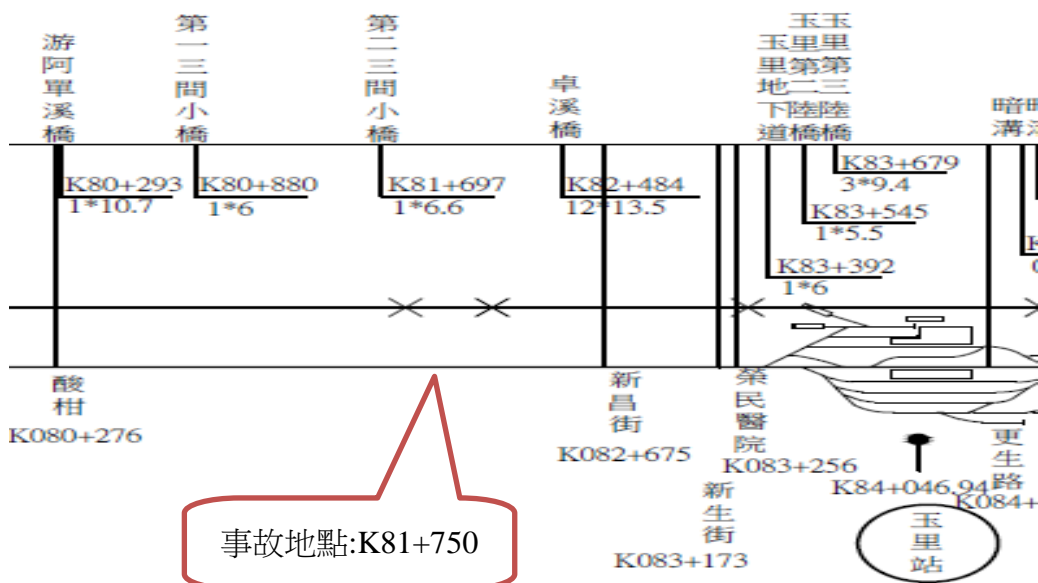 游阿單溪橋
第一三間小橋
第二三間小橋
卓溪橋
玉里地下道
玉里第二陸橋
玉里第三陸橋
暗溝
K80+293
1*10.7
K80+880
1*6
K81+697
1*6.6
K82+484
12*13.5
K83+679
3*9.4
K83+545
1*5.5
K83+392
1*6
酸柑
K080+276
新昌街
K082+675
榮民醫院
K083+256
新生街
K083+173
更生路
K084+
K84+046.94
玉里站
事故地點:K81+750